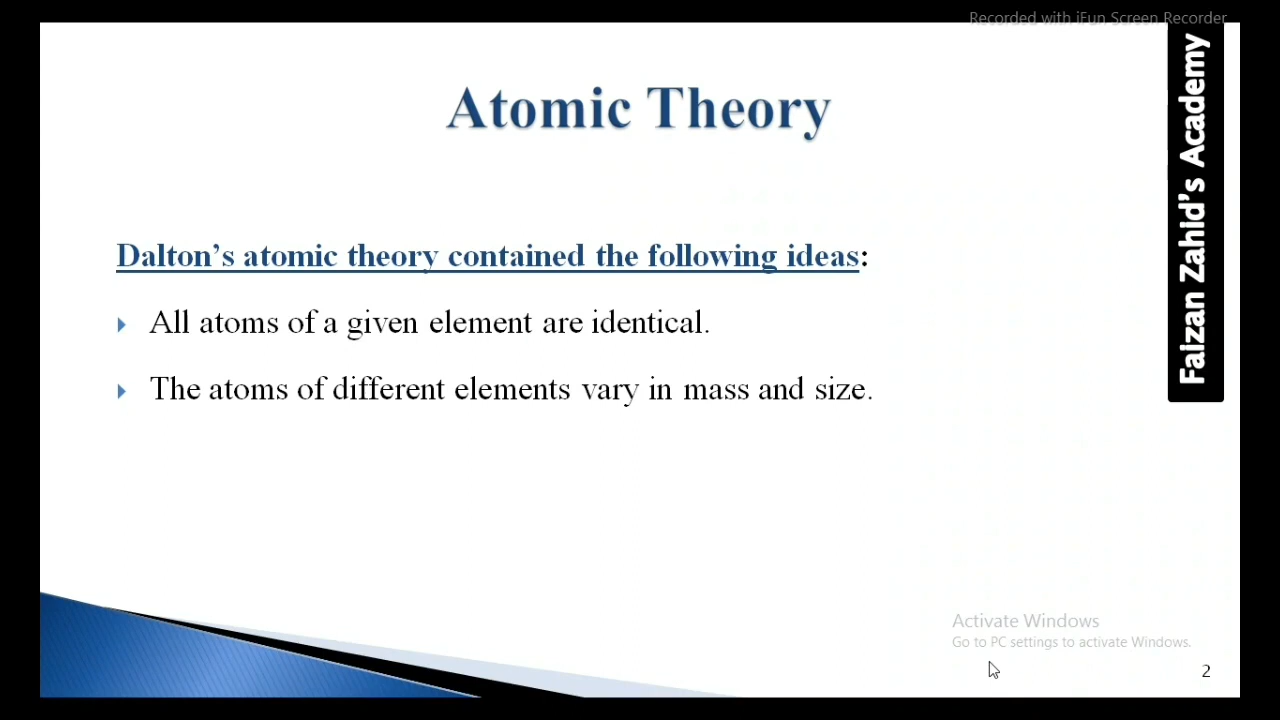 Recorded with iFun Screen Recorder
Atomic Theory
Faizan Zahid's Academy
Dalton’s atomic theory contained the following ideas:
All atoms of a given element are identical.
The atoms of different elements vary in mass and size.
Activate Windows
Go to PC settings to activate Windows.
2